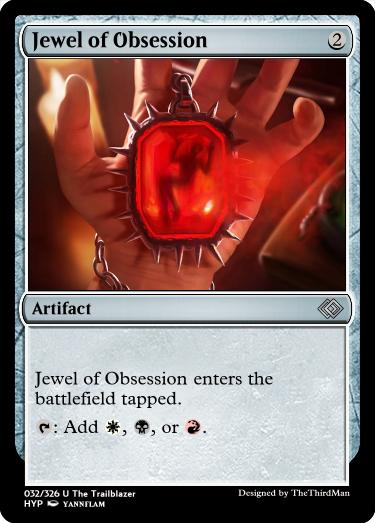 Jewel of Obsession 2
Artifact
Jewel of Obsession enters the
battlefield tapped.
: Add , , or .
032/326 U The Trailblazer Designed by TheThirdMan
HYP YANNFLAM